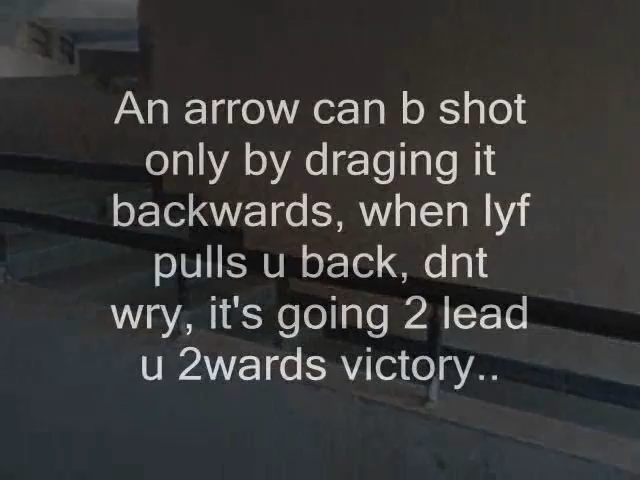 An arrow can b shot
only by draging it
backwards, when lyf
pulls u back, dnt
wry, it's going 2 lead
u 2wards victory..